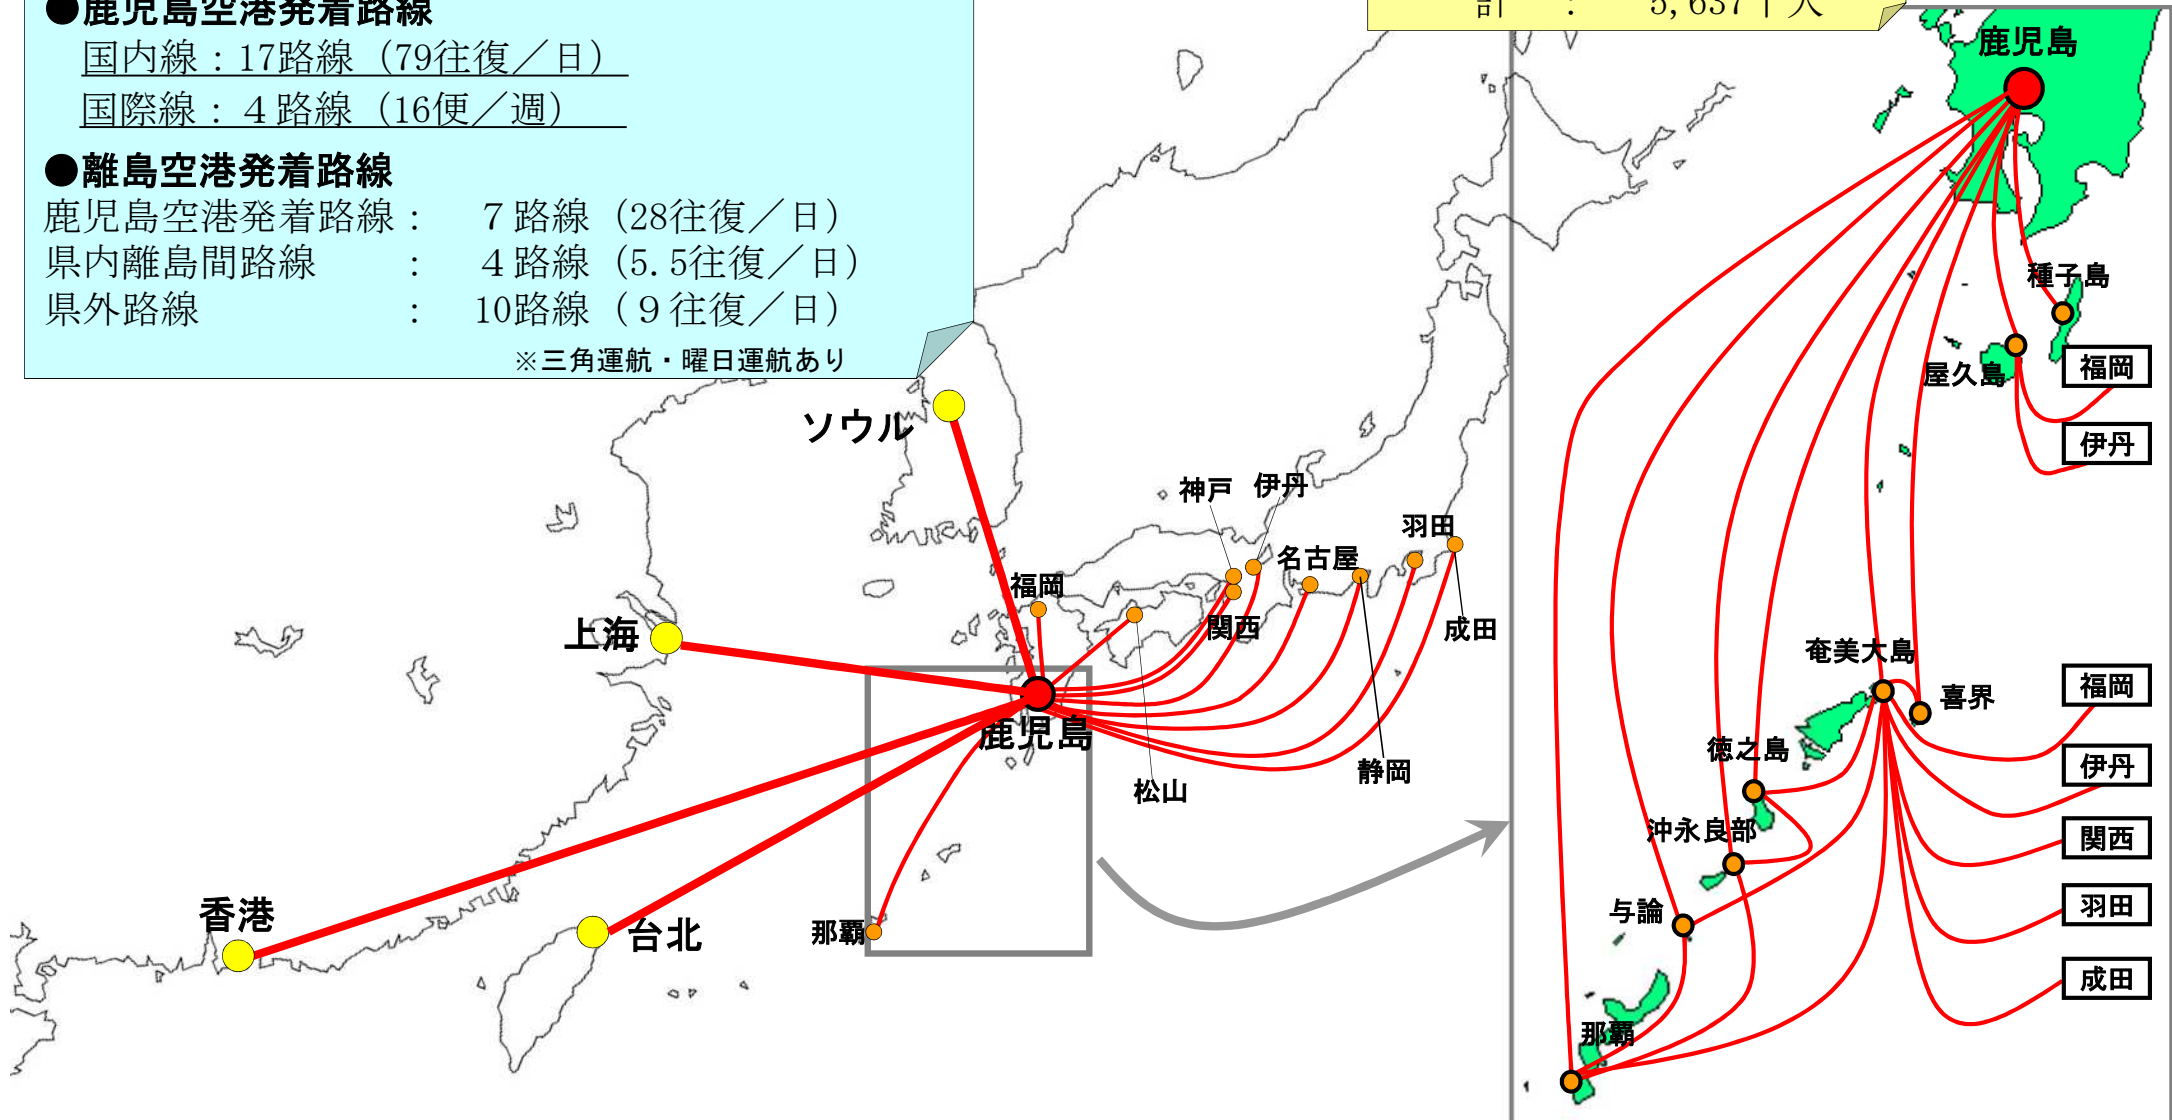 ●鹿児島空港発着路線
国内線：17路線（79往復／日）
国際線：４路線（16便／週）
●離島空港発着路線
鹿児島空港発着路線：　７路線（28往復／日）
県内離島間路線　　：　４路線（5.5往復／日）
県外路線　　　　　：　10路線（９往復／日）
※三角運航・曜日運航あり
計　：　5,637千人
ソウル
上海
香港
台北
鹿児島
福岡
神戸
伊丹
名古屋
羽田
関西
成田
静岡
松山
那覇
鹿児島
種子島
屋久島
福岡
伊丹
奄美大島
喜界
徳之島
沖永良部
与論
那覇
福岡
伊丹
関西
羽田
成田